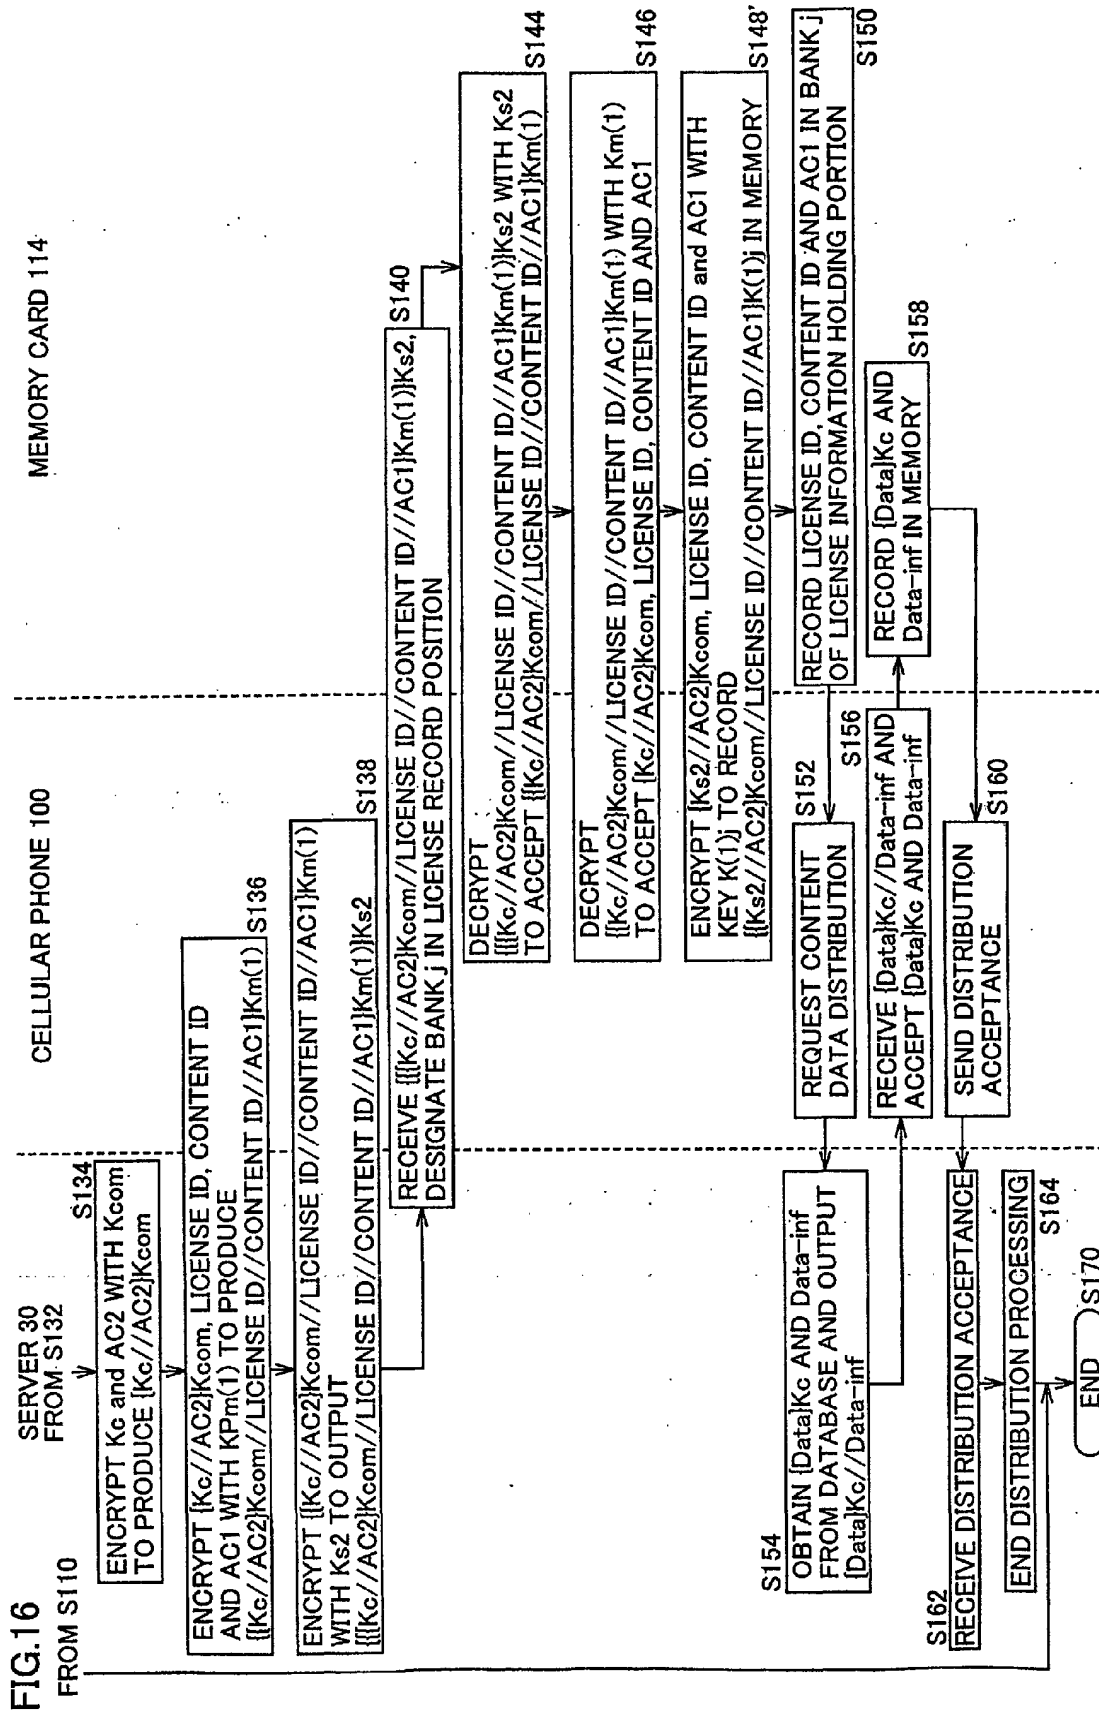 FIG.16
FROM S110
SERVER 30
FROM S132
CELLULAR PHONE 100
MEMORY CARD 114
S134
ENCRYPT Kc and AC2 WITH Kcom
TO PRODUCE {Kc//AC2}Kcom
S136
ENCRYPT {Kc//AC2}Kcom, LICENSE ID, CONTENT ID
AND AC1 WITH KPm(1) TO PRODUCE
{{Kc//AC2}Kcom//LICENSE ID//CONTENT ID//AC1}Km(1)
S138
ENCRYPT {{Kc//AC2}Kcom//LICENSE ID//CONTENT ID//AC1}Km(1)
WITH Ks2 TO OUTPUT
{{{Kc//AC2}Kcom//LICENSE ID//CONTENT ID//AC1}Km(1)}Ks2
S140
RECEIVE {{{Kc//AC2}Kcom//LICENSE ID//CONTENT ID//AC1}Km(1)}Ks2,
DESIGNATE BANK j IN LICENSE RECORD POSITION
S144
DECRYPT
{{{Kc//AC2}Kcom//LICENSE ID//CONTENT ID//AC1}Km(1)}Ks2 WITH Ks2
TO ACCEPT {{Kc//AC2}Kcom//LICENSE ID//CONTENT ID//AC1}Km(1)
S146
DECRYPT
{{Kc//AC2}Kcom//LICENSE ID//CONTENT ID//AC1}Km(1) WITH Km(1)
TO ACCEPT {Kc//AC2}Kcom, LICENSE ID, CONTENT ID AND AC1
S148'
ENCRYPT {Ks2//AC2}Kcom, LICENSE ID, CONTENT ID and AC1 WITH
KEY K(1)j TO RECORD
{{Ks2//AC2}Kcom//LICENSE ID//CONTENT ID//AC1}K(1)j IN MEMORY
S150
RECORD LICENSE ID, CONTENT ID AND AC1 IN BANK j
OF LICENSE INFORMATION HOLDING PORTION
S152
REQUEST CONTENT
DATA DISTRIBUTION
S154
OBTAIN {Data}Kc AND Data-inf
FROM DATABASE AND OUTPUT
{Data}Kc//Data-inf
S156
RECEIVE {Data}Kc//Data-inf AND
ACCEPT {Data}Kc AND Data-inf
S158
RECORD {Data}Kc AND
Data-inf IN MEMORY
S160
SEND DISTRIBUTION
ACCEPTANCE
S162
RECEIVE DISTRIBUTION ACCEPTANCE
END DISTRIBUTION PROCESSING
S164
S170
END